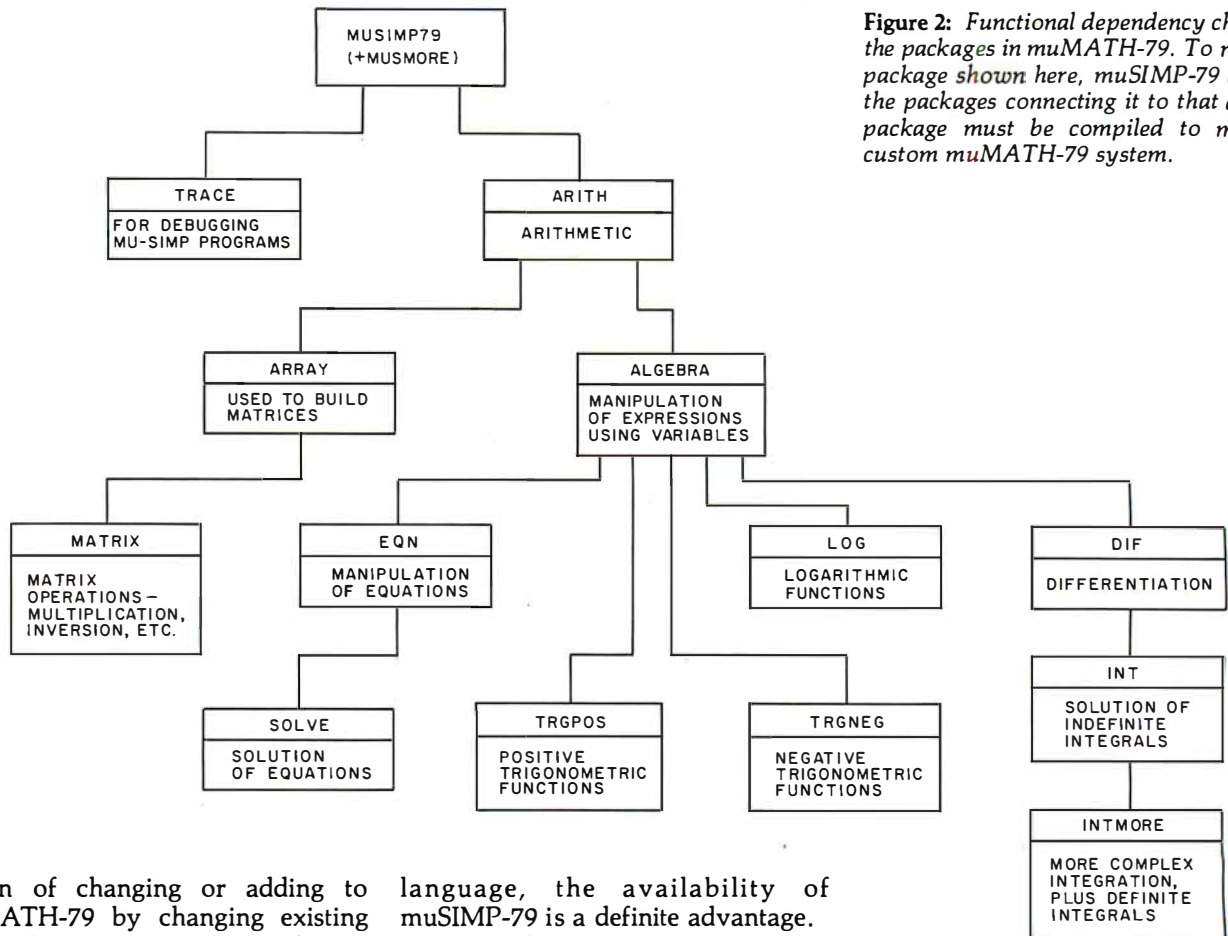 MUSIMP79
(+MUSMORE)
Figure 2: Functional dependency
the packages in muMATH-79. To
package shown here, muSIMP-79
the packages connecting it to that
package must be compiled to
custom muMATH-79 system.
TRACE
FOR DEBUGGING
MU-SIMP PROGRAMS
ARITH
ARITHMETIC
ARRAY
USED TO BUILD
MATRICES
ALGEBRA
MANIPULATION
OF EXPRESSIONS
USING VARIABLES
MATRIX
MATRIX
OPERATIONS—
MULTIPLICATION,
INVERSION, ETC.
EQN
MANIPULATION
OF EQUATIONS
LOG
LOGARITHMIC
FUNCTIONS
DIF
DIFFERENTIATION
SOLVE
SOLUTION
OF EQUATIONS
TRGPOS
POSITIVE
TRIGONOMETRIC
FUNCTIONS
TRGNEG
NEGATIVE
TRIGONOMETRIC
FUNCTIONS
INT
SOLUTION OF
INDEFINITE
INTEGRALS
INTMORE
MORE COMPLEX
INTEGRATION,
PLUS DEFINITE
INTEGRALS
of changing or adding to
ATH-79 by changing existing
language, the availability of
muSIMP-79 is a definite advantage.